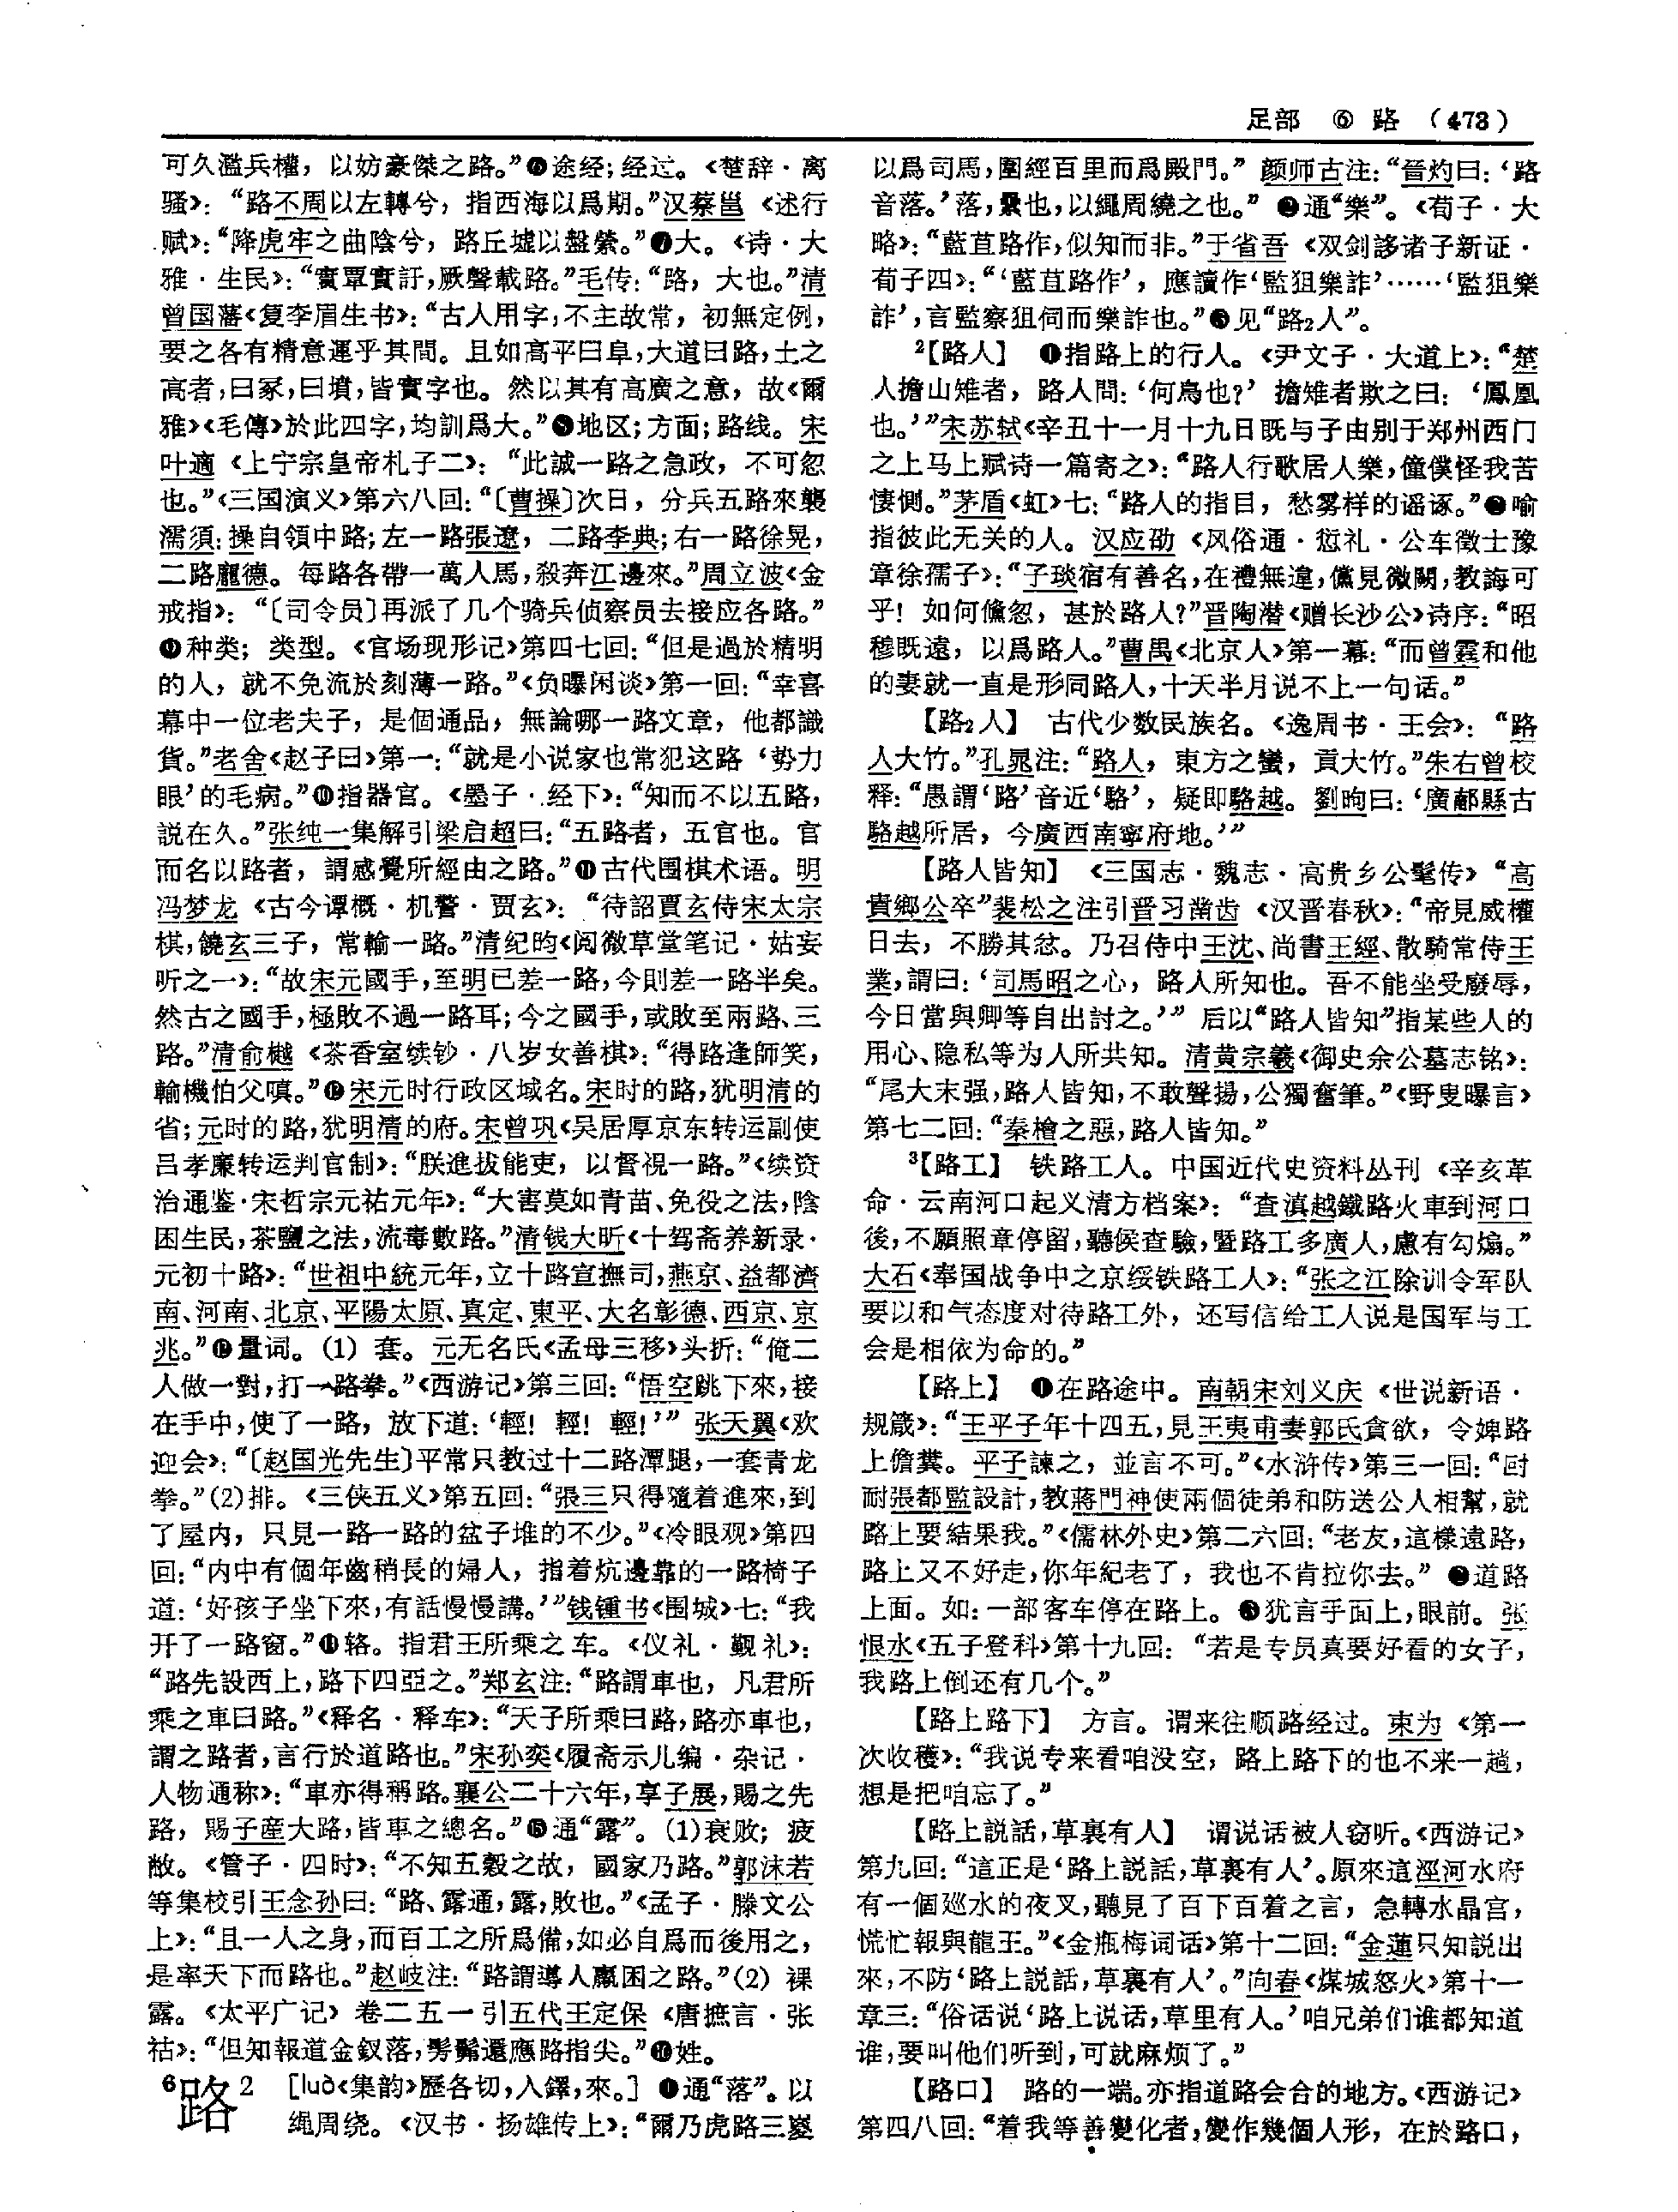 足部 ⑥ 路 （473）
可久濫兵權，以妨豪傑之路。”❻途经；经过。《楚辞·离
骚》：“路不周以左轉兮，指西海以爲期。”汉蔡邕《述行
赋》：“降虎牢之曲陰兮，路丘墟以盤縈。”❼大。《诗·大
雅·生民》：“實覃實訏，厥聲載路。”毛传：“路，大也。”清
曾国藩《复李眉生书》：“古人用字，不主故常，初無定例，
要之各有精意運乎其間。且如高平曰阜，大道曰路，土之
高者，曰冢，曰墳，皆實字也。然以其有高廣之意，故《爾
雅》《毛傳》於此四字，均訓爲大。”❽地区；方面；路线。宋
叶適《上宁宗皇帝札子二》：“此誠一路之急政，不可忽
也。”《三国演义》第六八回：“〔曹操〕次日，分兵五路來襲
濡須：操自領中路；左一路張遼，二路李典；右一路徐晃，
二路龐德。每路各帶一萬人馬，殺奔江邊來。”周立波《金
戒指》：“〔司令员〕再派了几个骑兵侦察员去接应各路。”
❾种类；类型。《官场现形记》第四七回：“但是過於精明
的人，就不免流於刻薄一路。”《负曝闲谈》第一回：“幸喜
幕中一位老夫子，是個通品，無論哪一路文章，他都識
貨。”老舍《赵子曰》第一：“就是小说家也常犯这路‘势力
眼’的毛病。”❿指器官。《墨子·经下》：“知而不以五路，
説在久。”张纯一集解引梁启超曰：“五路者，五官也。官
而名以路者，謂感覺所經由之路。”⓫古代围棋术语。明
冯梦龙《古今谭概·机警·贾玄》：“待詔賈玄侍宋太宗
棋，饒玄三子，常輸一路。”清纪昀《阅微草堂笔记·姑妄
听之一》：“故宋元國手，至明已差一路，今則差一路半矣。
然古之國手，極敗不過一路耳；今之國手，或敗至兩路、三
路。”清俞樾《茶香室续钞·八岁女善棋》：“得路逢師笑，
輸機怕父嗔。”⓬宋元时行政区域名。宋时的路，犹明清的
省；元时的路，犹明清的府。宋曾巩《吴居厚京东转运副使
吕孝廉转运判官制》：“朕進拔能吏，以督視一路。”《续资
治通鉴·宋哲宗元祐元年》：“大害莫如青苗、免役之法，陰
困生民，茶鹽之法，流毒數路。”清钱大昕《十驾斋养新录·
元初十路》：“世祖中統元年，立十路宣撫司，燕京、益都濟
南、河南、北京、平陽太原、真定、東平、大名彰德、西京、京
兆。”⓭量词。（1）套。元无名氏《孟母三移》头折：“俺二
人做一對，打一路拳。”《西游记》第三回：“悟空跳下來，接
在手中，使了一路，放下道：‘輕！輕！輕！’”张天翼《欢
迎会》：“〔赵国光先生〕平常只教过十二路潭腿，一套青龙
拳。”（2）排。《三侠五义》第五回：“張三只得隨着進來，到
了屋内，只見一路一路的盆子堆的不少。”《冷眼观》第四
回：“内中有個年齒稍長的婦人，指着炕邊靠的一路椅子
道：‘好孩子坐下來，有話慢慢講。’”钱锺书《围城》七：“我
开了一路窗。”⓮辂。指君王所乘之车。《仪礼·觐礼》：
“路先設西上，路下四亞之。”郑玄注：“路謂車也，凡君所
乘之車曰路。”《释名·释车》：“天子所乘曰路，路亦車也，
謂之路者，言行於道路也。”宋孙奕《履斋示儿编·杂记·
人物通称》：“車亦得稱路。襄公二十六年，享子展，賜之先
路，賜子産大路，皆車之總名。”⓯通“露”。（1）衰败；疲
敝。《管子·四时》：“不知五穀之故，國家乃路。”郭沫若
等集校引王念孙曰：“路、露通，露，敗也。”《孟子·滕文公
上》：“且一人之身，而百工之所爲備，如必自爲而後用之，
是率天下而路也。”赵岐注：“路謂導人羸困之路。”（2）裸
露。《太平广记》卷二五一引五代王定保《唐摭言·张
祜》：“但知報道金釵落，髣髴還應路指尖。”⓰姓。
6路2 [luò《集韵》歷各切，入鐸，來。]❶通“落”。以
绳周绕。《汉书·扬雄传上》：“爾乃虎路三嵏
以爲司馬，圍經百里而爲殿門。”颜师古注：“晉灼曰：‘路
音落。’落，纍也，以繩周繞之也。”❷通“樂”。《荀子·大
略》：“藍苴路作，似知而非。”于省吾《双剑誃诸子新证·
荀子四》：“‘藍苴路作’，應讀作‘監狙樂詐’……‘監狙樂
詐’，言監察狙伺而樂詐也。”❸见“路2人”。
2【路人】 ❶指路上的行人。《尹文子·大道上》：“楚
人擔山雉者，路人問：‘何鳥也？’擔雉者欺之曰：‘鳳凰
也。’”宋苏轼《辛丑十一月十九日既与子由别于郑州西门
之上马上赋诗一篇寄之》：“路人行歌居人樂，僮僕怪我苦
悽惻。”茅盾《虹》七：“路人的指目，愁雾样的谣诼。”❷喻
指彼此无关的人。汉应劭《风俗通·愆礼·公车徵士豫
章徐孺子》：“子琰宿有善名，在禮無違，儻見微闕，教誨可
乎！如何儵忽，甚於路人？”晋陶潜《赠长沙公》诗序：“昭
穆既遠，以爲路人。”曹禺《北京人》第一幕：“而曾霆和他
的妻就一直是形同路人，十天半月说不上一句话。”
【路2人】 古代少数民族名。《逸周书·王会》：“路
人大竹。”孔晁注：“路人，東方之蠻，貢大竹。”朱右曾校
释：“愚謂‘路’音近‘駱’，疑即駱越。劉昫曰：‘廣鬱縣古
駱越所居，今廣西南寧府地。’”
【路人皆知】 《三国志·魏志·高贵乡公髦传》“高
貴鄉公卒”裴松之注引晋习凿齿《汉晋春秋》：“帝見威權
日去，不勝其忿。乃召侍中王沈、尚書王經、散騎常侍王
業，謂曰：‘司馬昭之心，路人所知也。吾不能坐受廢辱，
今日當與卿等自出討之。’”后以“路人皆知”指某些人的
用心、隐私等为人所共知。清黄宗羲《御史余公墓志铭》：
“尾大末强，路人皆知，不敢聲揚，公獨奮筆。”《野叟曝言》
第七二回：“秦檜之惡，路人皆知。”
3【路工】 铁路工人。中国近代史资料丛刊《辛亥革
命·云南河口起义清方档案》：“查滇越鐵路火車到河口
後，不願照章停留，聽候查驗，暨路工多廣人，慮有勾煽。”
大石《奉国战争中之京绥铁路工人》：“张之江除训令军队
要以和气态度对待路工外，还写信给工人说是国军与工
会是相依为命的。”
【路上】 ❶在路途中。南朝宋刘义庆《世说新语·
规箴》：“王平子年十四五，見王夷甫妻郭氏貪欲，令婢路
上儋糞。平子諫之，並言不可。”《水浒传》第三一回：“叵
耐張都監設計，教蔣門神使兩個徒弟和防送公人相幫，就
路上要結果我。”《儒林外史》第二六回：“老友，這樣遠路，
路上又不好走，你年紀老了，我也不肯拉你去。”❷道路
上面。如：一部客车停在路上。❸犹言手面上，眼前。张
恨水《五子登科》第十九回：“若是专员真要好看的女子，
我路上倒还有几个。”
【路上路下】 方言。谓来往顺路经过。束为《第一
次收穫》：“我说专来看咱没空，路上路下的也不来一趟，
想是把咱忘了。”
【路上説話，草裏有人】 谓说话被人窃听。《西游记》
第九回：“這正是‘路上説話，草裏有人’。原來這涇河水府
有一個廵水的夜叉，聽見了百下百着之言，急轉水晶宫，
慌忙報與龍王。”《金瓶梅词话》第十二回：“金蓮只知説出
來，不防‘路上説話，草裏有人’。”向春《煤城怒火》第十一
章三：“俗话说‘路上说话，草里有人。’咱兄弟们谁都知道
谁，要叫他们听到，可就麻烦了。”
【路口】 路的一端。亦指道路会合的地方。《西游记》
第四八回：“着我等善變化者，變作幾個人形，在於路口，